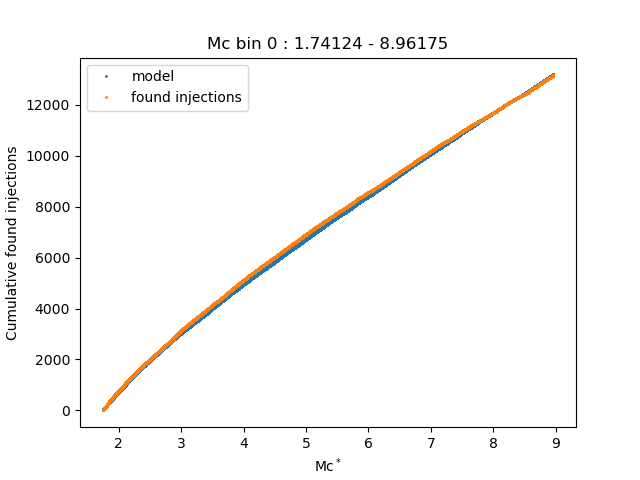 Mc bin 0 : 1.74124 - 8.96175
model
found injections
12000
10000
8000
6000
4000
2000
0
Cumulative found injections
2 3 4 5 6 7 8 9
Mc*